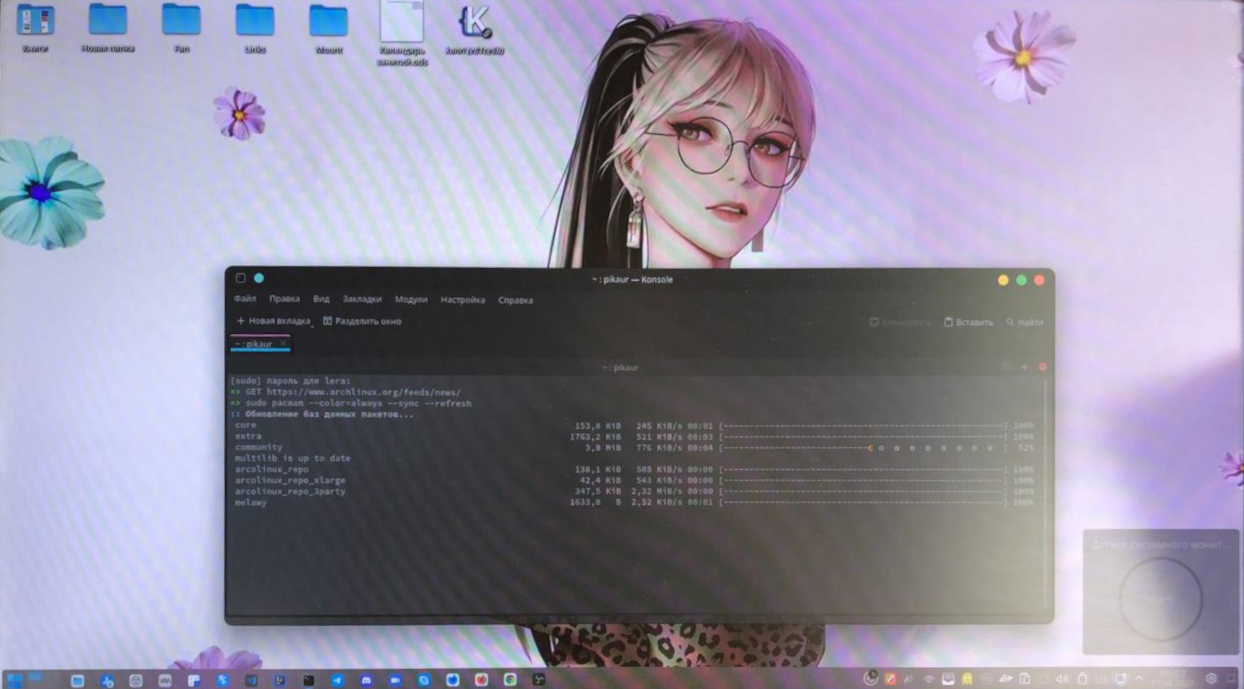 Книги
Новая папка
Fan
Links
Mount
Календарь
занятий.ods
~ : pikaur — Konsole
Файл Правка Вид Закладки Модули Настройка Справка
+ Новая вкладка Разделить окно Копировать Вставить Найти
~ : pikaur
~ : pikaur
[sudo] пароль для lera:
=> GET https://www.archlinux.org/feeds/news/
=> sudo pacman --color=always --sync --refresh
:: Обновление баз данных пакетов...
core 153,8 KiB 245 KiB/s 00:01 [----------------------------------------------] 100%
extra 1763,2 KiB 521 KiB/s 00:03 [----------------------------------------------] 100%
community 3,8 MiB 776 KiB/s 00:04 [------------------------c o o o o o o o o ] 52%
multilib is up to date
arcolinux_repo 138,1 KiB 585 KiB/s 00:00 [----------------------------------------------] 100%
arcolinux_repo_xlarge 42,4 KiB 543 KiB/s 00:00 [----------------------------------------------] 100%
arcolinux_repo_3party 347,5 KiB 2,32 MiB/s 00:00 [----------------------------------------------] 100%
melawy 1633,0 B 2,52 KiB/s 00:01 [----------------------------------------------] 100%
Датчик системного монит...
US